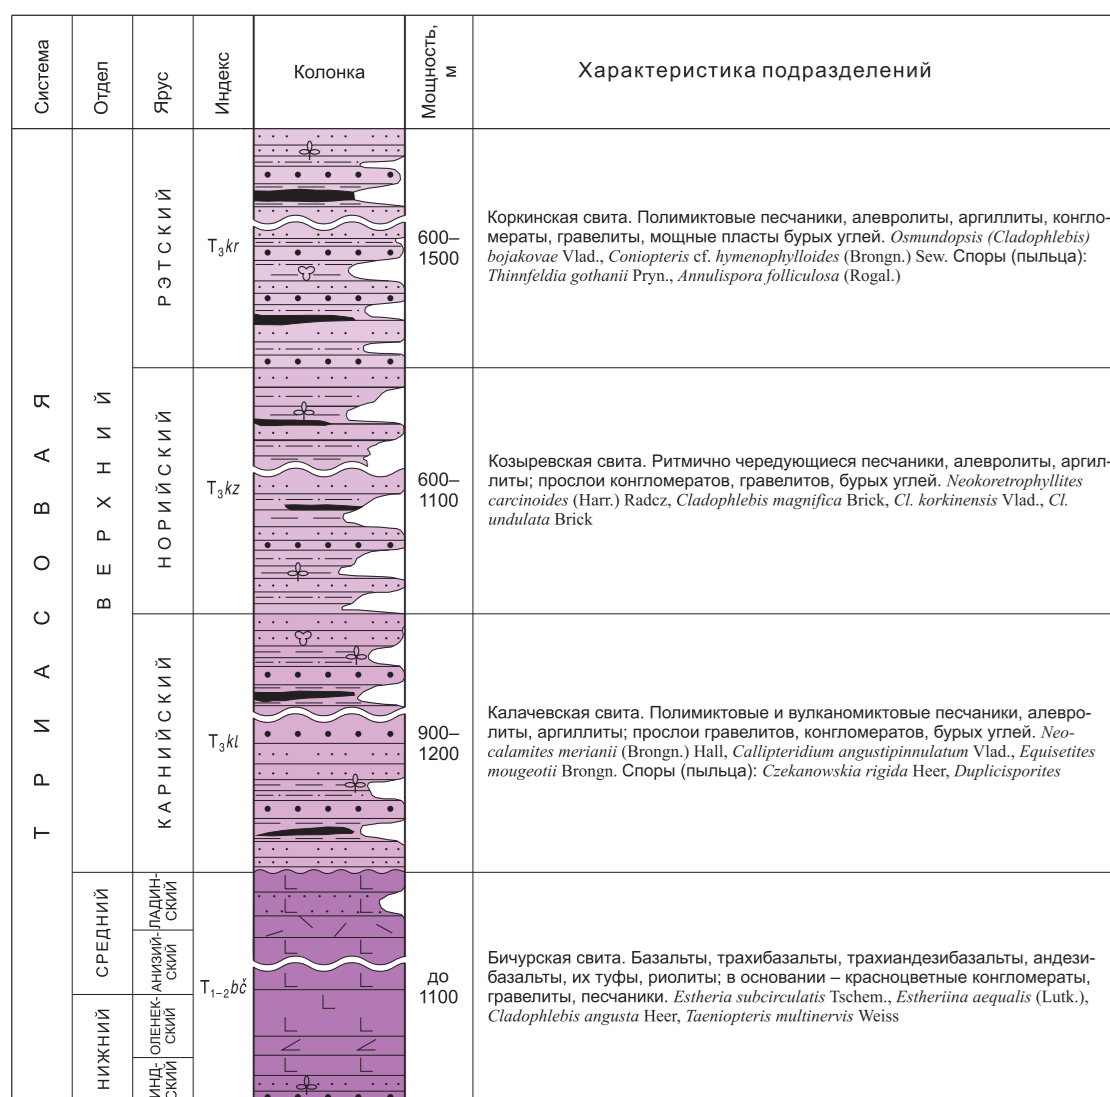 Система
Отдел
Ярус
Индекс
Колонка
Мощность,
м
Характеристика подразделений
ТРИАСОВАЯ
ВЕРХНИЙ
РЭТСКИЙ
T₃kr
600–
1500
Коркинская свита. Полимиктовые песчаники, алевролиты, аргиллиты, конгло-
мераты, гравелиты, мощные пласты бурых углей. Osmundopsis (Cladophlebis)
bojakovae Vlad., Coniopteris cf. hymenophylloides (Brongn.) Sew. Споры (пыльца):
Thinnfeldia gothanii Pryn., Annulispora folliculosa (Rogal.)
НОРИЙСКИЙ
T₃kz
600–
1100
Козыревская свита. Ритмично чередующиеся песчаники, алевролиты, аргил-
литы; прослои конгломератов, гравелитов, бурых углей. Neokoretrophyllites
carcinoides (Harr.) Radcz, Cladophlebis magnifica Brick, Cl. korkinensis Vlad., Cl.
undulata Brick
КАРНИЙСКИЙ
T₃kl
900–
1200
Калачевская свита. Полимиктовые и вулканомиктовые песчаники, алевро-
литы, аргиллиты; прослои гравелитов, конгломератов, бурых углей. Neo-
calamites merianii (Brongn.) Hall, Callipteridium angustipinnulatum Vlad., Equisetites
mougeotii Brongn. Споры (пыльца): Czekanowskia rigida Heer, Duplicisporites
СРЕДНИЙ
ЛАДИН-
СКИЙ
АНИЗИЙ-
СКИЙ
НИЖНИЙ
ОЛЕНЕК-
СКИЙ
ИНД-
СКИЙ
T₁₋₂bč
до
1100
Бичурская свита. Базальты, трахибазальты, трахиандезибазальты, андези-
базальты, их туфы, риолиты; в основании – красноцветные конгломераты,
гравелиты, песчаники. Estheria subcirculatis Tschem., Estheriina aequalis (Lutk.),
Cladophlebis angusta Heer, Taeniopteris multinervis Weiss